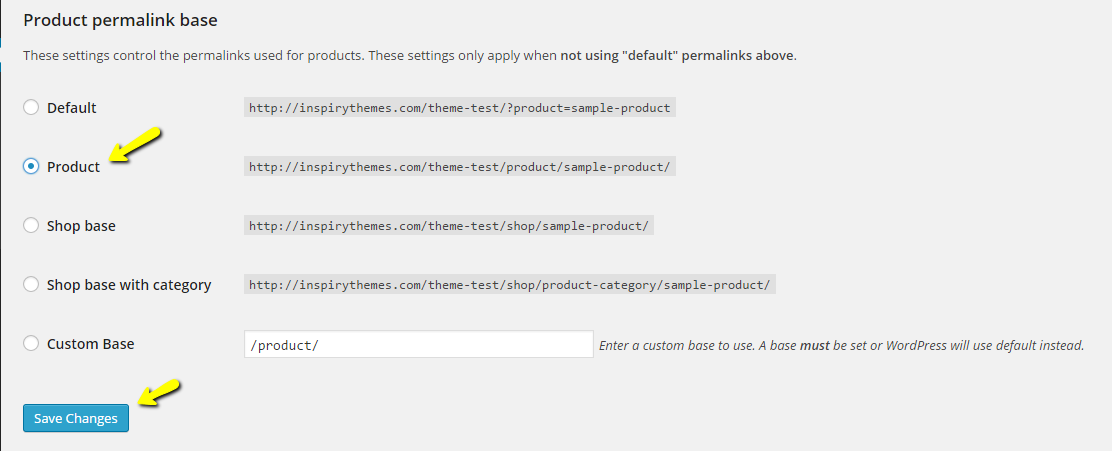 Product permalink base
These settings control the permalinks used for products. These settings only apply when not using "default" permalinks above.
Default http://inspirythemes.com/theme-test/?product=sample-product
Product http://inspirythemes.com/theme-test/product/sample-product/
Shop base http://inspirythemes.com/theme-test/shop/sample-product/
Shop base with category http://inspirythemes.com/theme-test/shop/product-category/sample-product/
Custom Base /product/ Enter a custom base to use. A base must be set or WordPress will use default instead.
Save Changes